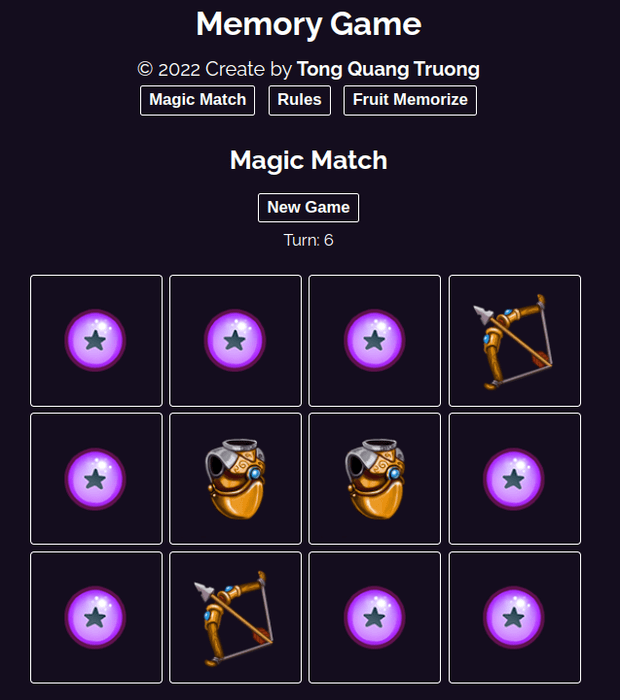 Memory Game
© 2022 Create by Tong Quang Truong
Magic Match Rules Fruit Memorize
Magic Match
New Game
Turn: 6